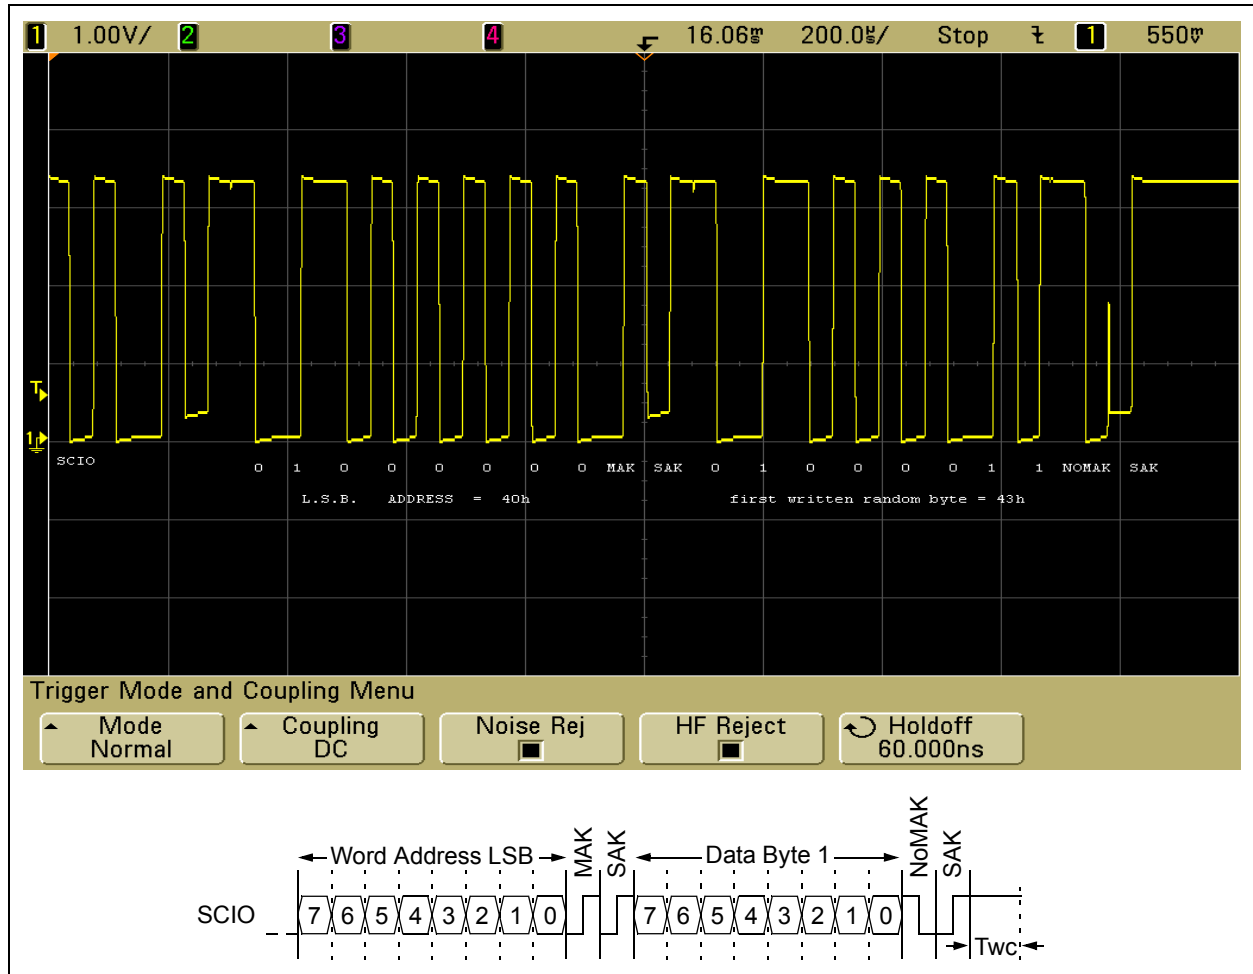 1 1.00V/ 2 3 4 16.06ms 200.0µs/ Stop 1 550mV
T
1
SCIO 0 1 0 0 0 0 0 0 MAK SAK 0 1 0 0 0 0 1 1 NOMAK SAK
L.S.B. ADDRESS = 40h first written random byte = 43h
Trigger Mode and Coupling Menu
Mode Coupling Noise Rej HF Reject Holdoff
Normal DC 60.000ns
Word Address LSB MAK SAK Data Byte 1 NoMAK SAK
SCIO 7 6 5 4 3 2 1 0 7 6 5 4 3 2 1 0
Twc